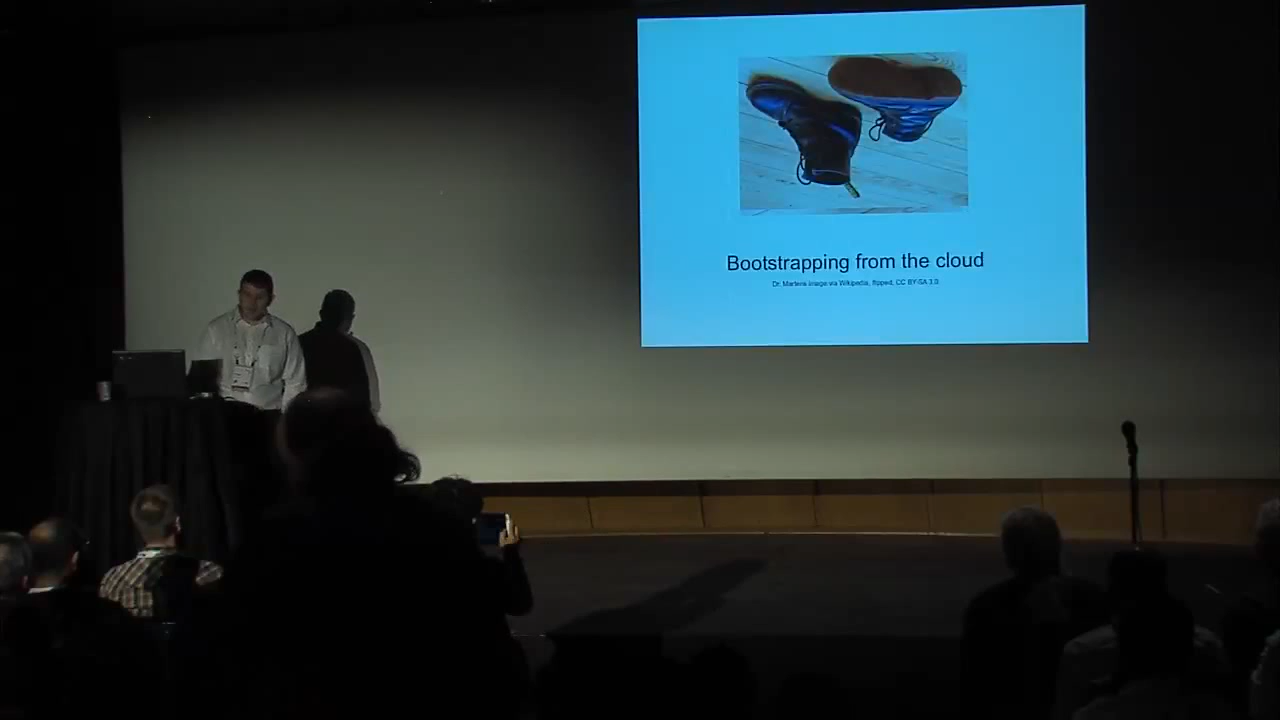 Bootstrapping from the cloud
Dr. Martens image via Wikipedia, flipped, CC BY-SA 3.0